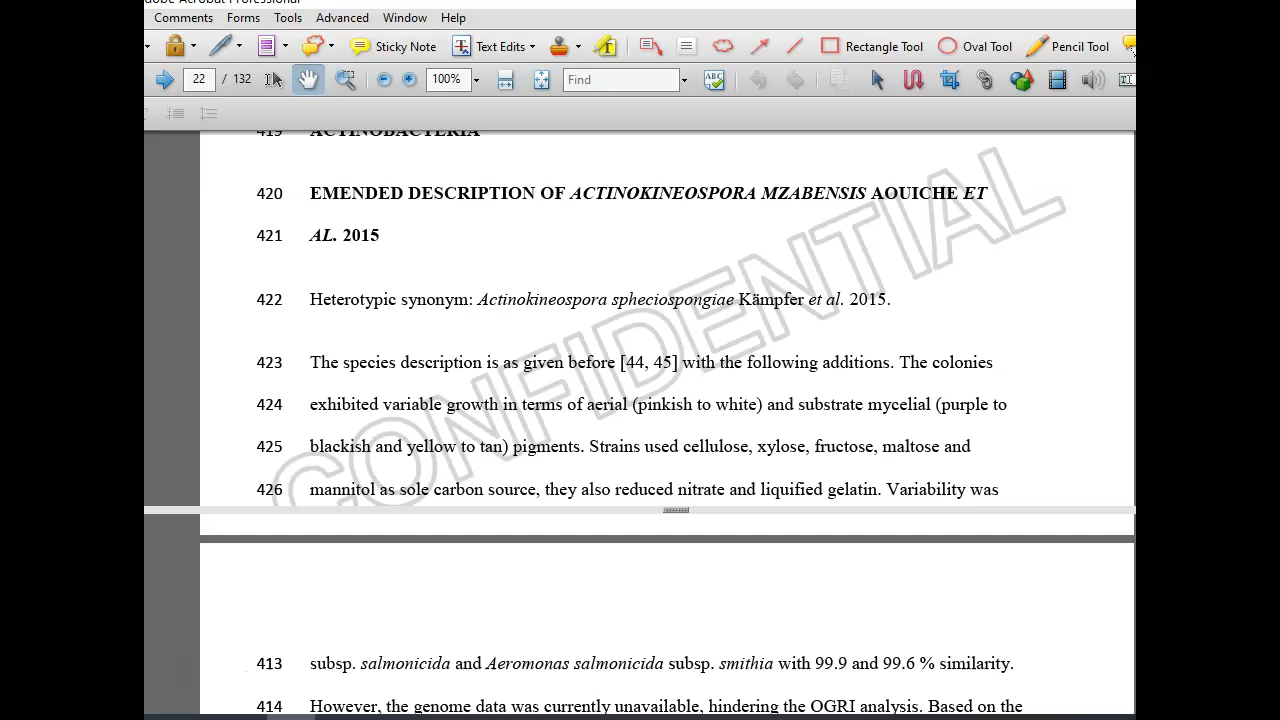 dobe Acrobat Professional
Comments Forms Tools Advanced Window Help
Sticky Note Text Edits Rectangle Tool Oval Tool Pencil Tool
22 / 132 100% Find
419 ACTINOBACTERIA
420 EMENDED DESCRIPTION OF ACTINOKINEOSPORA MZABENSIS AOUICHE ET
421 AL. 2015
422 Heterotypic synonym: Actinokineospora spheciospongiae Kämpfer et al. 2015.
423 The species description is as given before [44, 45] with the following additions. The colonies
424 exhibited variable growth in terms of aerial (pinkish to white) and substrate mycelial (purple to
425 blackish and yellow to tan) pigments. Strains used cellulose, xylose, fructose, maltose and
426 mannitol as sole carbon source, they also reduced nitrate and liquified gelatin. Variability was
CONFIDENTIAL
413 subsp. salmonicida and Aeromonas salmonicida subsp. smithia with 99.9 and 99.6 % similarity.
414 However, the genome data was currently unavailable, hindering the OGRI analysis. Based on the